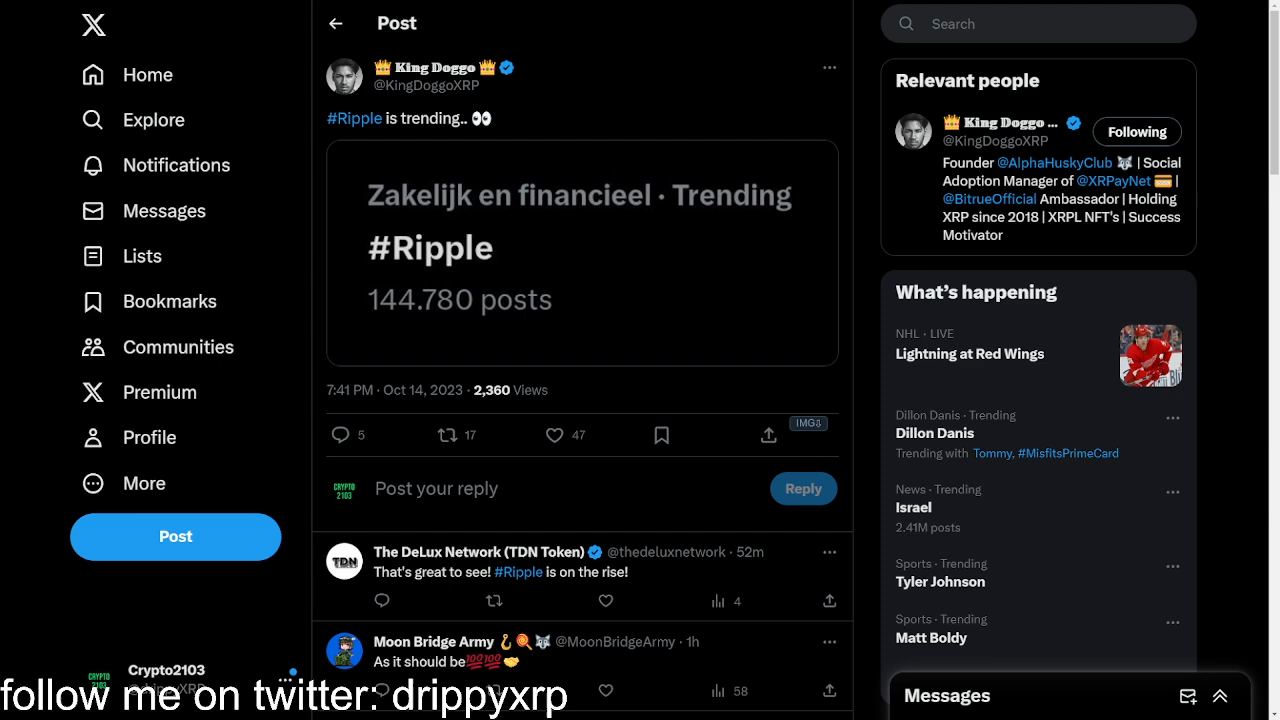 Home
Explore
Notifications
Messages
Lists
Bookmarks
Communities
Premium
Profile
More
Post
Crypto2103
follow me on twitter: drippyxrp
Post
👑 King Doggo 👑
@KingDoggoXRP
#Ripple is trending.. 👀
Zakelijk en financieel · Trending
#Ripple
144.780 posts
7:41 PM · Oct 14, 2023 · 2,360 Views
IMG⇩
5 17 47
CRYPTO
2103
Post your reply
Reply
TDN
The DeLux Network (TDN Token) @thedeluxnetwork · 52m
That's great to see! #Ripple is on the rise!
4
Moon Bridge Army 🪝🍭🐺 @MoonBridgeArmy · 1h
As it should be💯💯🤝
58
Search
Relevant people
👑 King Doggo ...
@KingDoggoXRP
Following
Founder @AlphaHuskyClub 🐺 | Social
Adoption Manager of @XRPayNet 💳 |
@BitrueOfficial Ambassador | Holding
XRP since 2018 | XRPL NFT's | Success
Motivator
What's happening
NHL · LIVE
Lightning at Red Wings
Dillon Danis · Trending
Dillon Danis
Trending with Tommy, #MisfitsPrimeCard
News · Trending
Israel
2.41M posts
Sports · Trending
Tyler Johnson
Sports · Trending
Matt Boldy
Messages